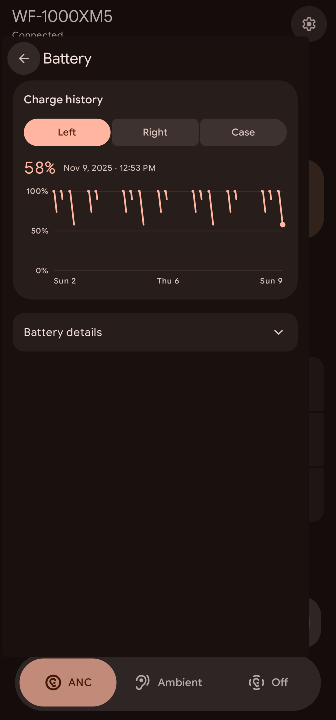 WF-1000XM5
Connected
Battery
Charge history
Left Right Case
58% Nov 9, 2025 - 12:53 PM
100%
50%
0%
Sun 2 Thu 6 Sun 9
Battery details
ANC Ambient Off